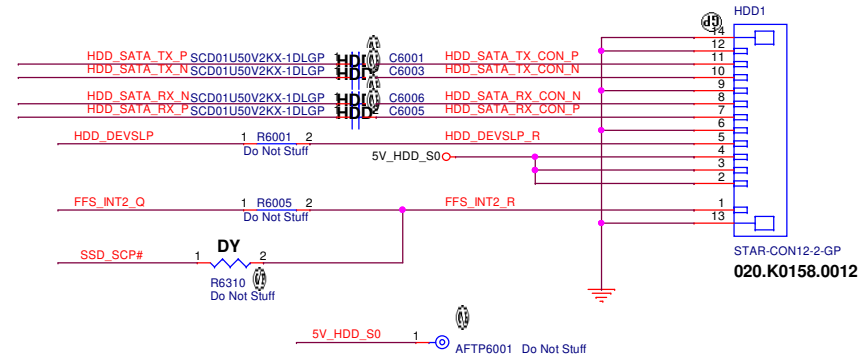 HDD1
14
12
HDD_SATA_TX_P SCD01U50V2KX-1DLGP 1 C6001 HDD_SATA_TX_CON_P 11
HDD_SATA_TX_N SCD01U50V2KX-1DLGP C6003 HDD_SATA_TX_CON_N 10
9
HDD_SATA_RX_N SCD01U50V2KX-1DLGP C6006 HDD_SATA_RX_CON_N 8
HDD_SATA_RX_P SCD01U50V2KX-1DLGP HDD 2 C6005 HDD_SATA_RX_CON_P 7
6
HDD_DEVSLP 1 R6001 2 HDD_DEVSLP_R 5
Do Not Stuff
5V_HDD_S0 4
3
2
FFS_INT2_Q 1 R6005 2 FFS_INT2_R 1
Do Not Stuff
13
SSD_SCP# 1 DY 2
R6310
Do Not Stuff
STAR-CON12-2-GP
020.K0158.0012
5V_HDD_S0 1
AFTP6001 Do Not Stuff